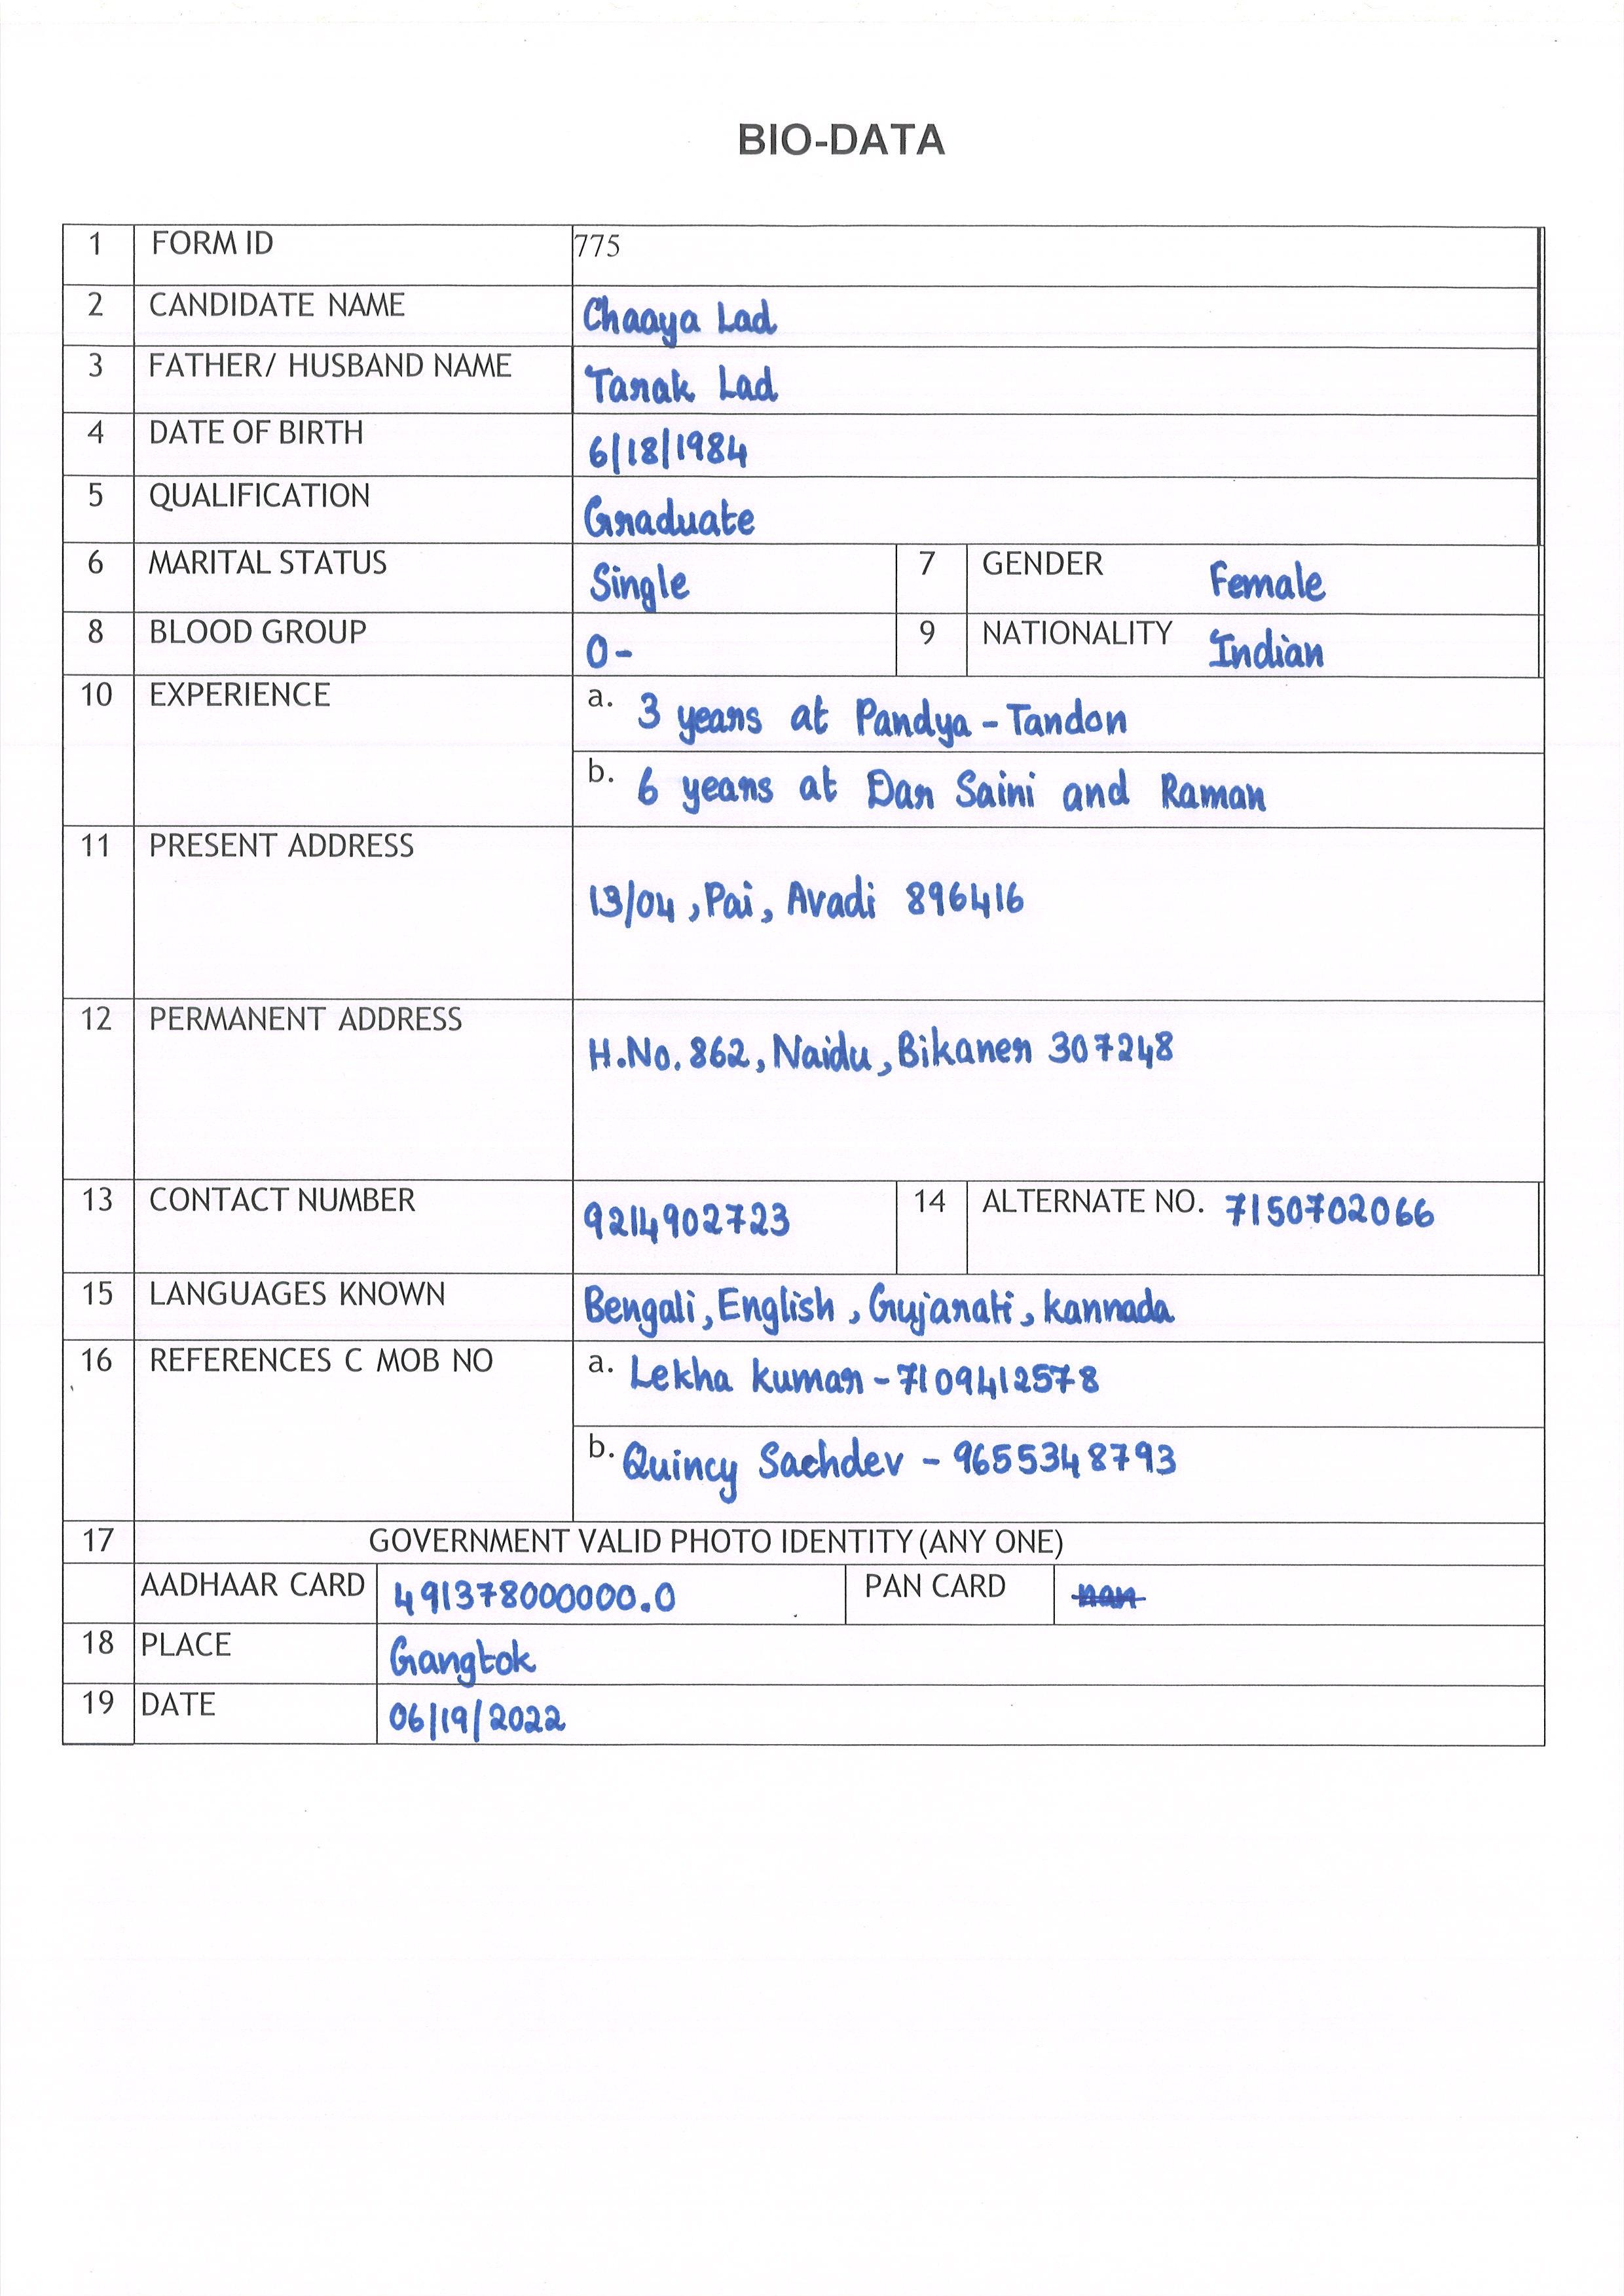 BIO-DATA
1 FORM ID 775
2 CANDIDATE NAME Chaaya Lad
3 FATHER/ HUSBAND NAME Tarak Lad
4 DATE OF BIRTH 6/18/1984
5 QUALIFICATION Graduate
6 MARITAL STATUS Single 7 GENDER Female
8 BLOOD GROUP O- 9 NATIONALITY Indian
10 EXPERIENCE a. 3 years at Pandya-Tandon
b. 6 years at Dar Saini and Raman
11 PRESENT ADDRESS
13/04, Pai, Avadi 896416
12 PERMANENT ADDRESS
H.No. 862, Naidu, Bikaner 307248
13 CONTACT NUMBER 9214902723 14 ALTERNATE NO. 7150702066
15 LANGUAGES KNOWN Bengali, English, Gujarati, kannada
16 REFERENCES C MOB NO a. Lekha kumar - 7109412578
b. Quincy Sachdev - 9655348793
17 GOVERNMENT VALID PHOTO IDENTITY (ANY ONE)
AADHAAR CARD 491378000000.0 PAN CARD nan
18 PLACE Gangtok
19 DATE 06/19/2022